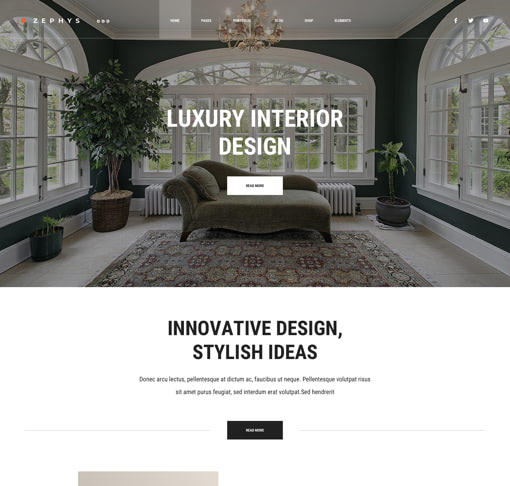 ZEPHYS
HOME PAGES PORTFOLIO BLOG SHOP ELEMENTS
LUXURY INTERIOR
DESIGN
READ MORE
INNOVATIVE DESIGN,
STYLISH IDEAS
Donec arcu lectus, pellentesque at dictum ac, faucibus ut neque. Pellentesque volutpat risus
sit amet purus feugiat, sed interdum erat volutpat.Sed hendrerit
READ MORE